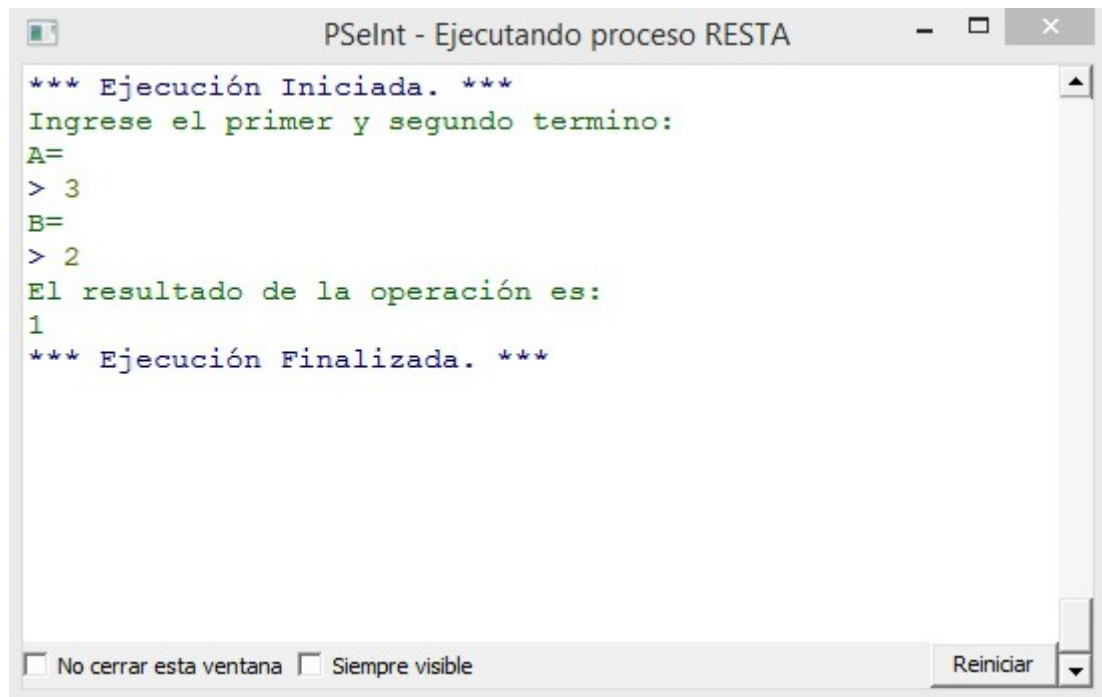 PSeInt - Ejecutando proceso RESTA
*** Ejecución Iniciada. ***
Ingrese el primer y segundo termino:
A=
> 3
B=
> 2
El resultado de la operación es:
1
*** Ejecución Finalizada. ***
No cerrar esta ventana Siempre visible Reiniciar